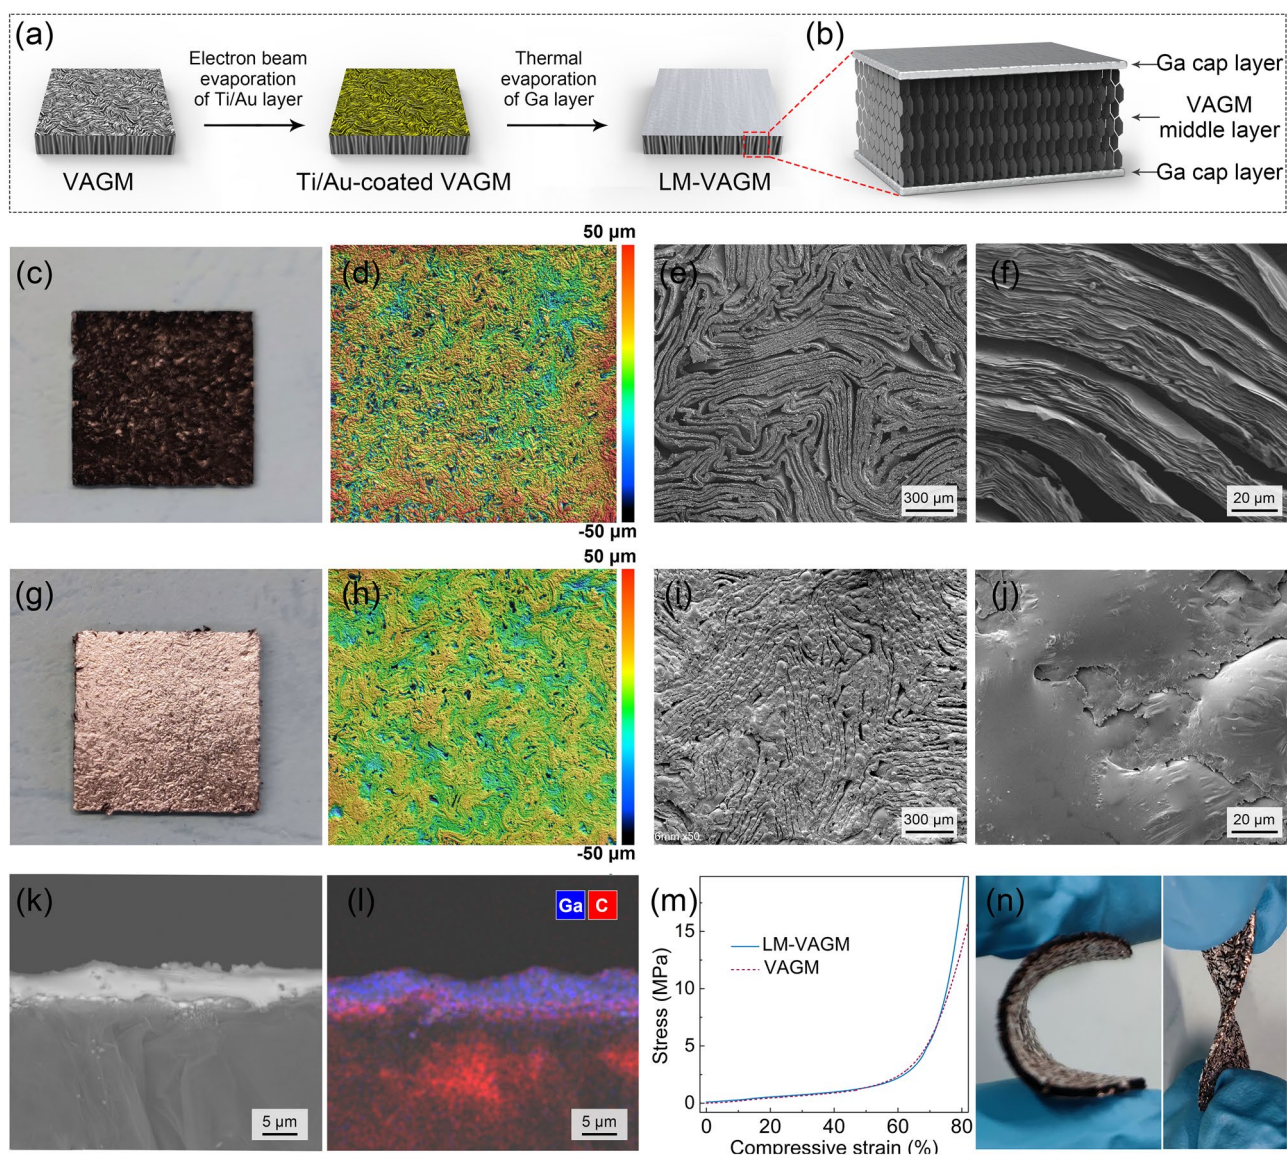 (a)
Electron beam
evaporation
of Ti/Au layer
Thermal
evaporation
of Ga layer
VAGM
Ti/Au-coated VAGM
LM-VAGM
(b)
Ga cap layer
VAGM
middle layer
Ga cap layer
(c)
(d)
50 µm
-50 µm
(e)
300 µm
(f)
20 µm
(g)
(h)
50 µm
-50 µm
(i)
6mm x50
300 µm
(j)
20 µm
(k)
5 µm
(l)
Ga C
5 µm
(m)
LM-VAGM
VAGM
Stress (MPa)
15
10
5
0
0 20 40 60 80
Compressive strain (%)
(n)